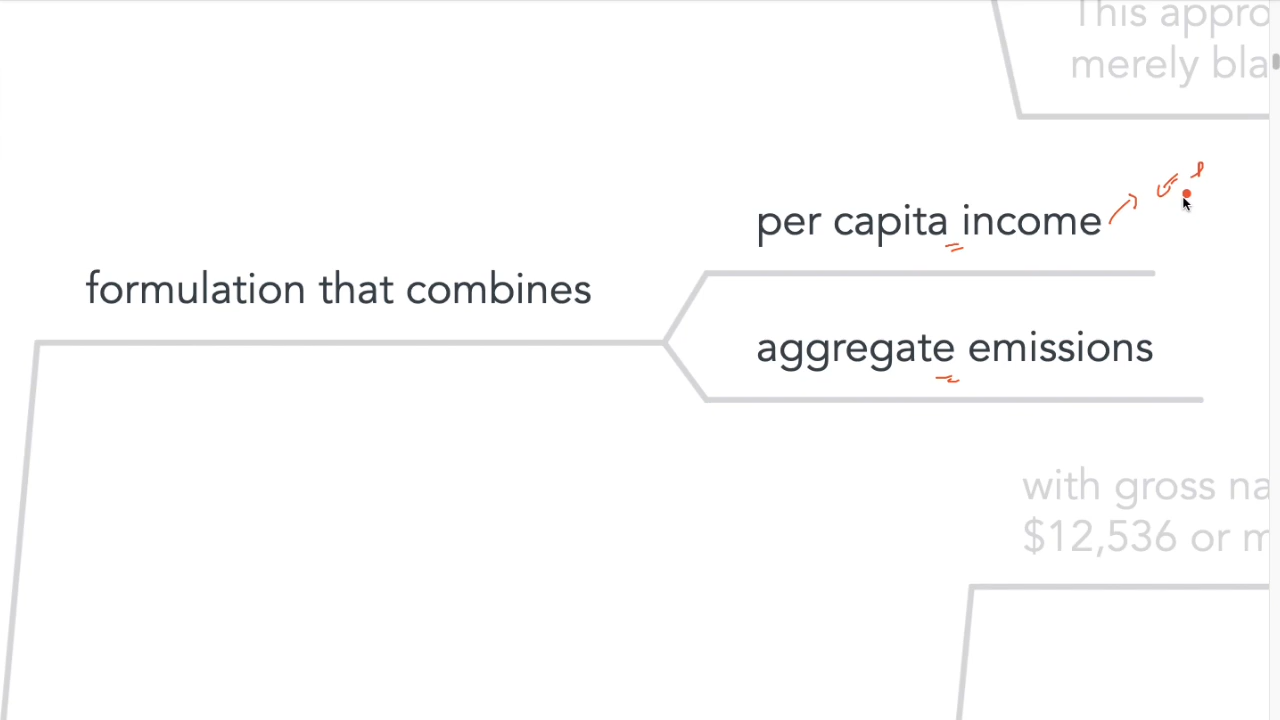 This appro
merely bla
per capita income
formulation that combines
aggregate emissions
with gross na
$12,536 or m